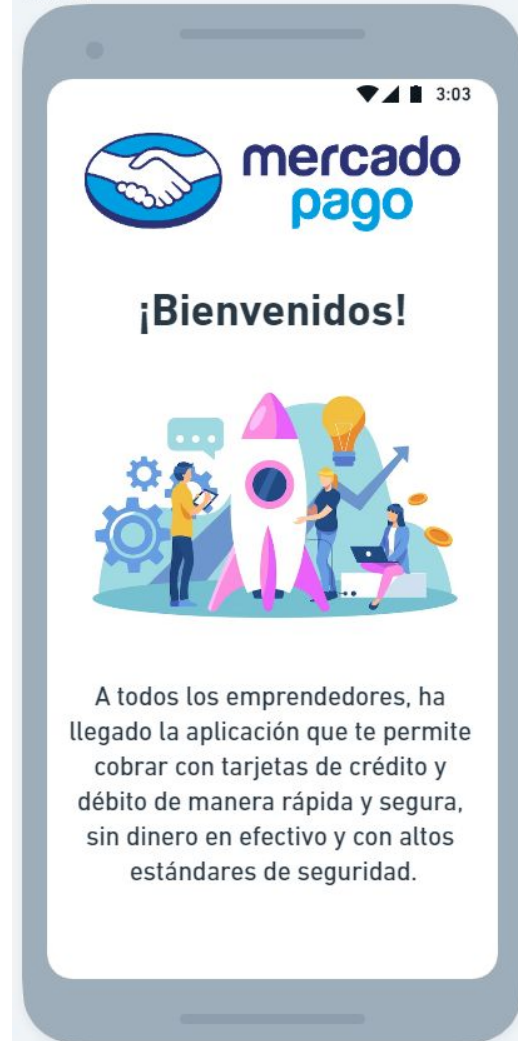 3:03
mercado
pago
¡Bienvenidos!
A todos los emprendedores, ha
llegado la aplicación que te permite
cobrar con tarjetas de crédito y
débito de manera rápida y segura,
sin dinero en efectivo y con altos
estándares de seguridad.